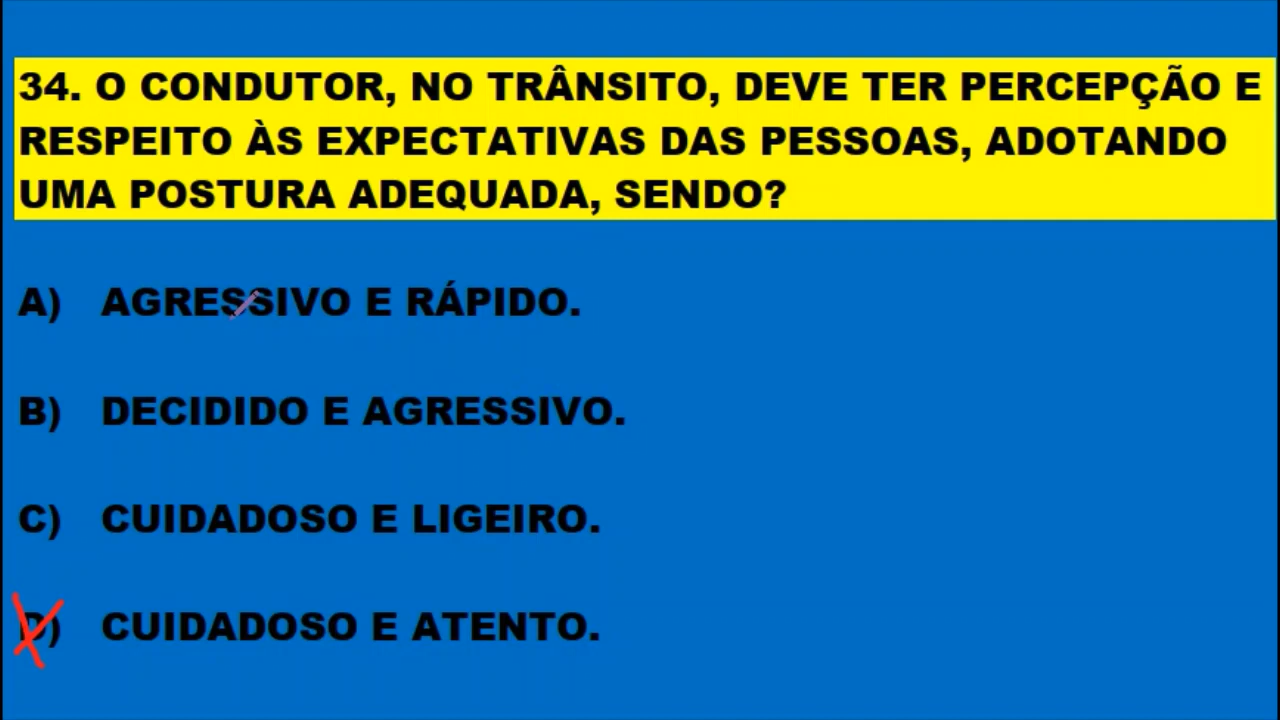 34. O CONDUTOR, NO TRÂNSITO, DEVE TER PERCEPÇÃO E
RESPEITO ÀS EXPECTATIVAS DAS PESSOAS, ADOTANDO
UMA POSTURA ADEQUADA, SENDO?
A) AGRESSIVO E RÁPIDO.
B) DECIDIDO E AGRESSIVO.
C) CUIDADOSO E LIGEIRO.
D) CUIDADOSO E ATENTO.